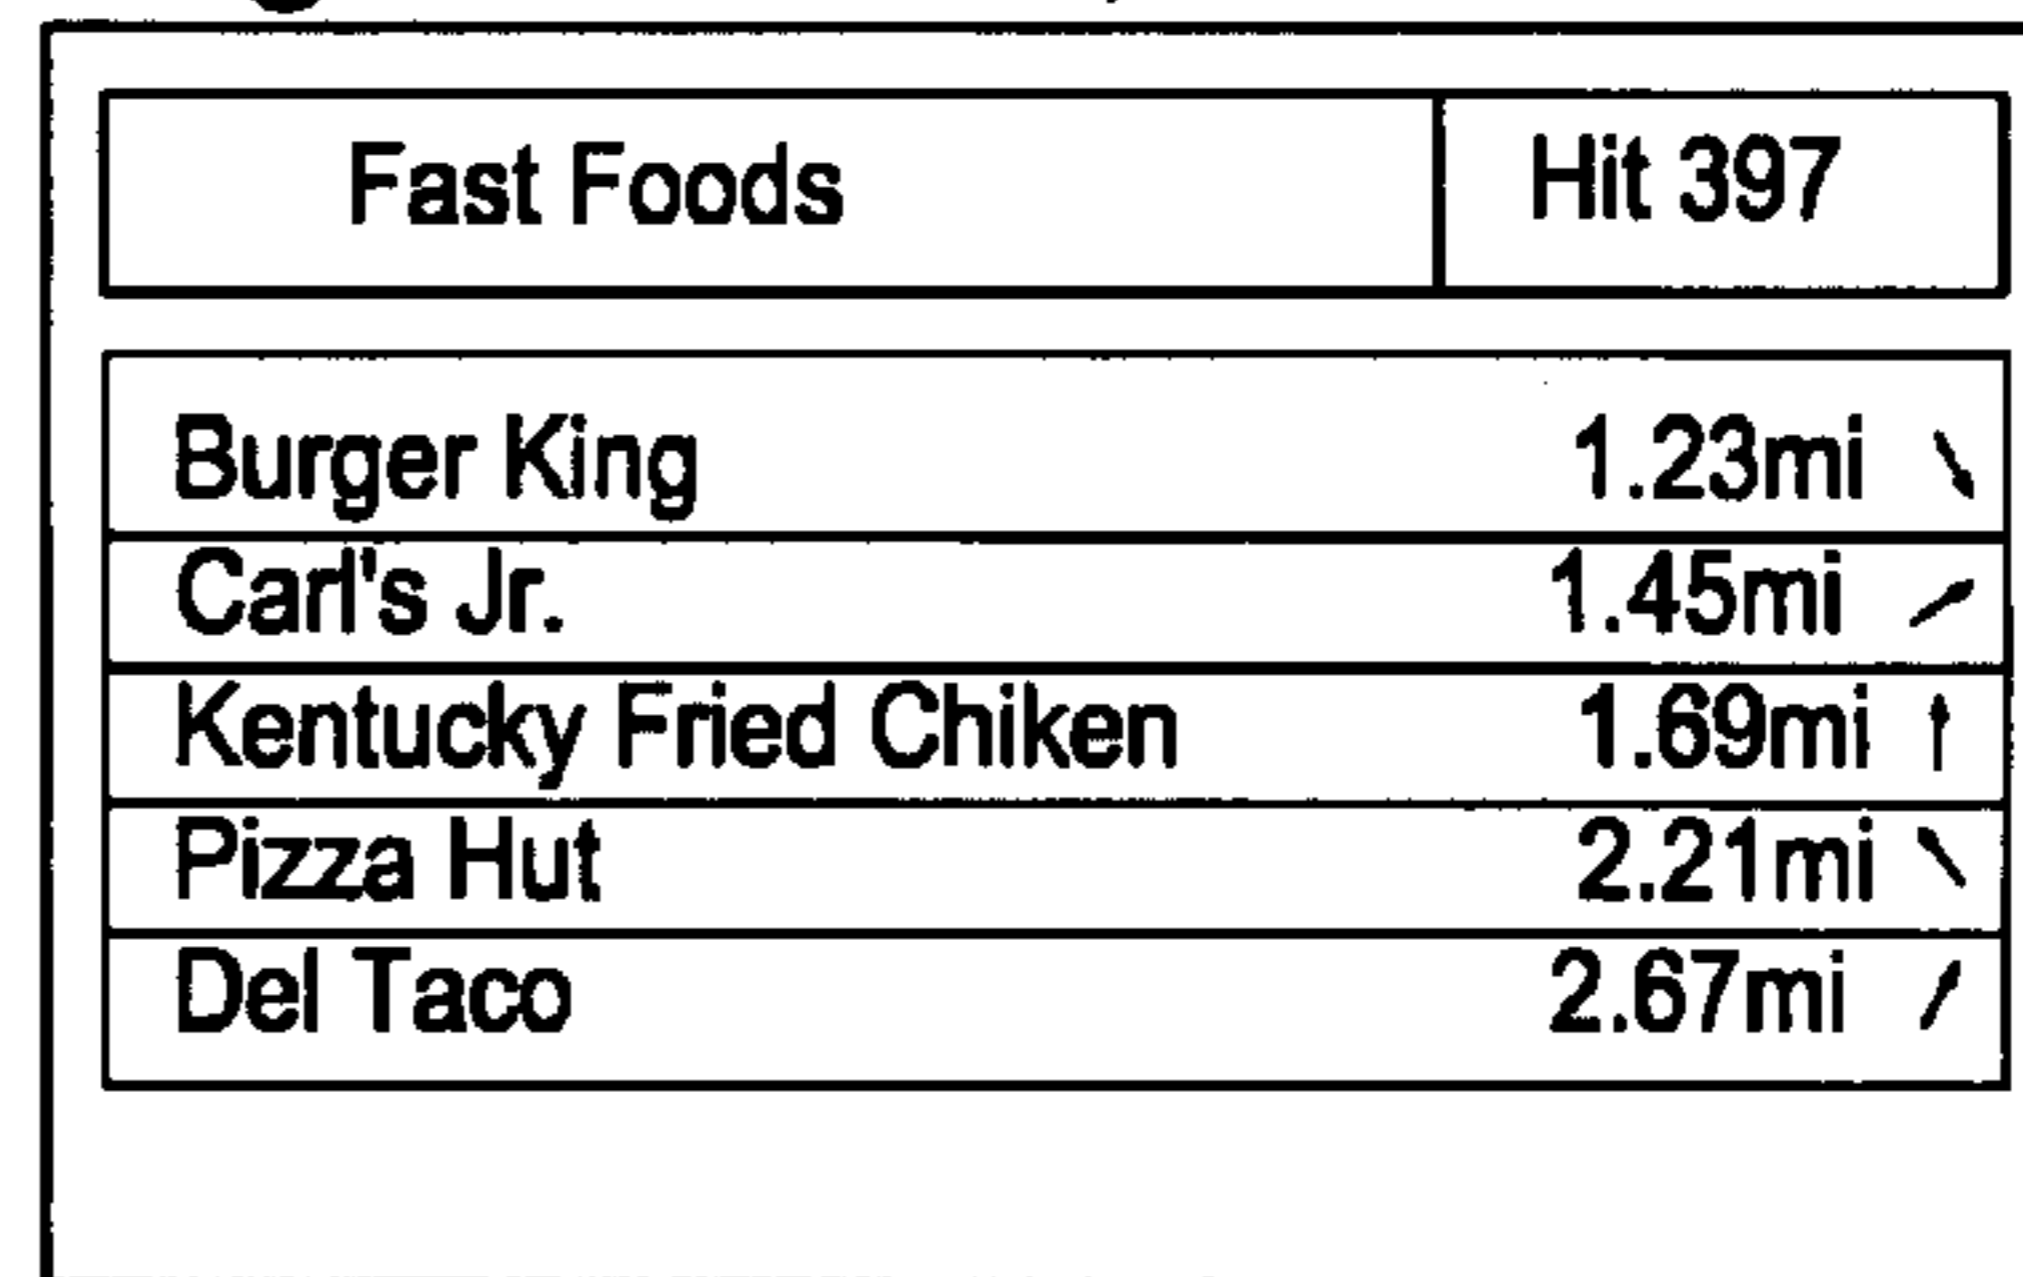 Fast Foods Hit 397
Burger King 1.23mi
Carl's Jr. 1.45mi
Kentucky Fried Chiken 1.69mi
Pizza Hut 2.21mi
Del Taco 2.67mi